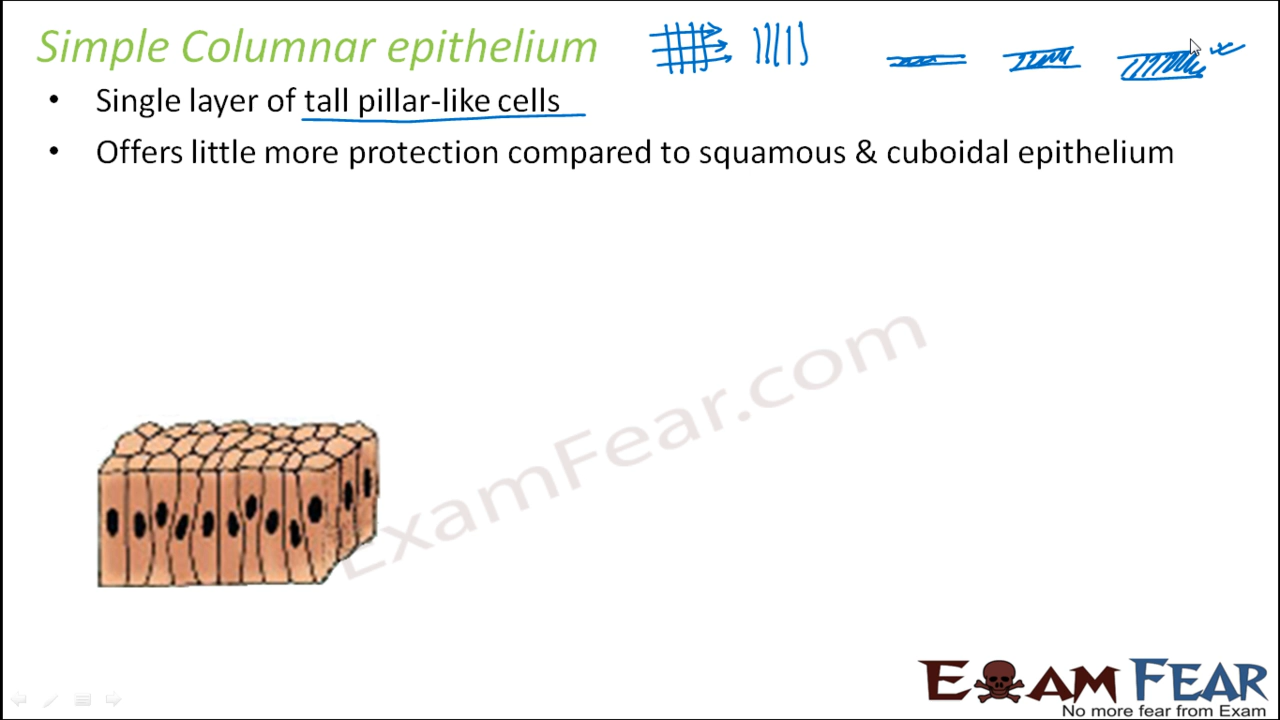 Simple Columnar epithelium
• Single layer of tall pillar-like cells
• Offers little more protection compared to squamous & cuboidal epithelium
ExamFear.com
EXAM FEAR
No more fear from Exam